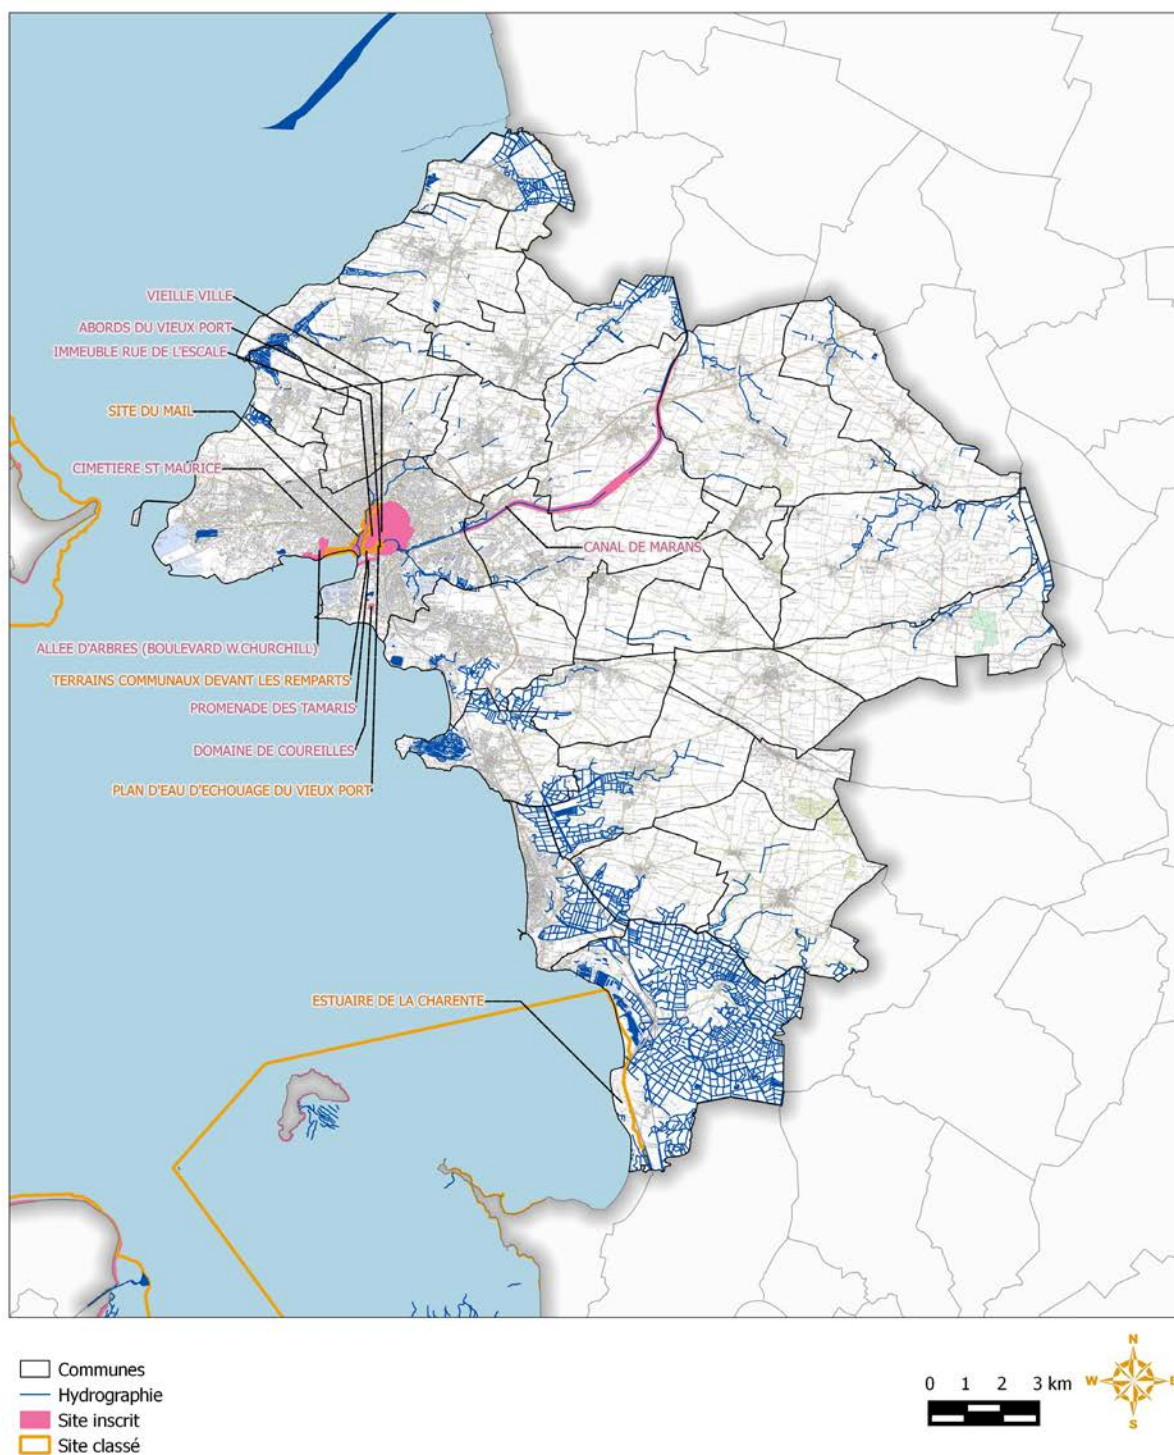 VIEILLE VILLE
ABORDS DU VIEUX PORT
IMMEUBLE RUE DE L'ESCALE
SITE DU MAIL
CIMETIERE ST MAURICE
CANAL DE MARANS
ALLEE D'ARBRES (BOULEVARD W.CHURCHILL)
TERRAINS COMMUNAUX DEVANT LES REMPARTS
PROMENADE DES TAMARIS
DOMAINE DE COUREILLES
PLAN D'EAU D'ECHOUAGE DU VIEUX PORT
ESTUAIRE DE LA CHARENTE
Communes
Hydrographie
Site inscrit
Site classé
0 1 2 3 km
N
W E
S